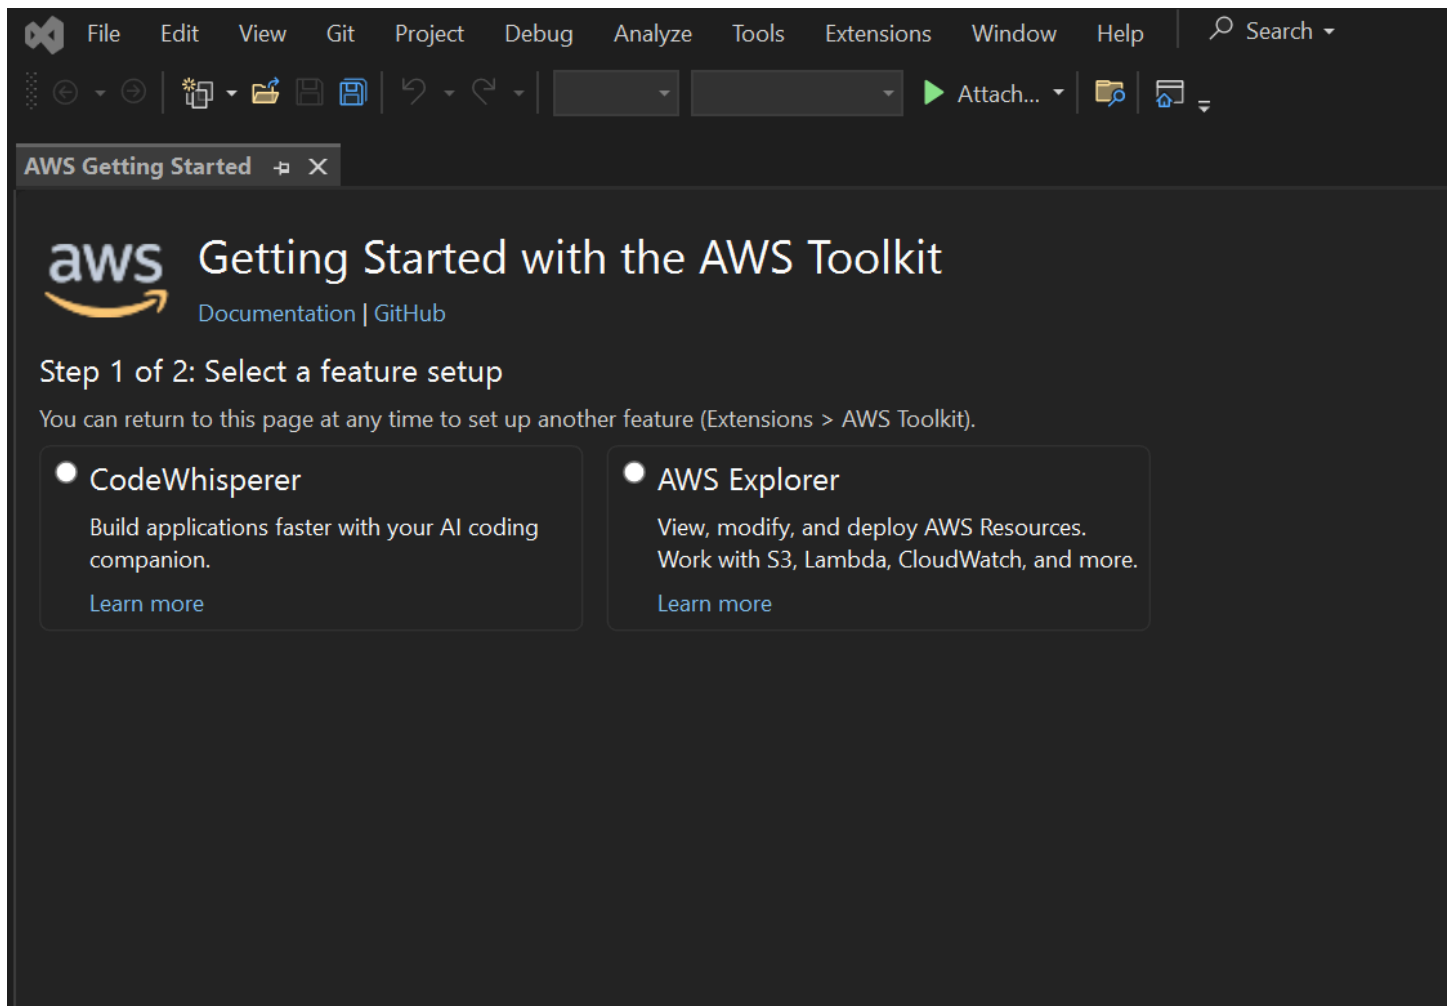 File Edit View Git Project Debug Analyze Tools Extensions Window Help Search
Attach...
AWS Getting Started
aws
Getting Started with the AWS Toolkit
Documentation | GitHub
Step 1 of 2: Select a feature setup
You can return to this page at any time to set up another feature (Extensions > AWS Toolkit).
CodeWhisperer
Build applications faster with your AI coding
companion.
Learn more
AWS Explorer
View, modify, and deploy AWS Resources.
Work with S3, Lambda, CloudWatch, and more.
Learn more